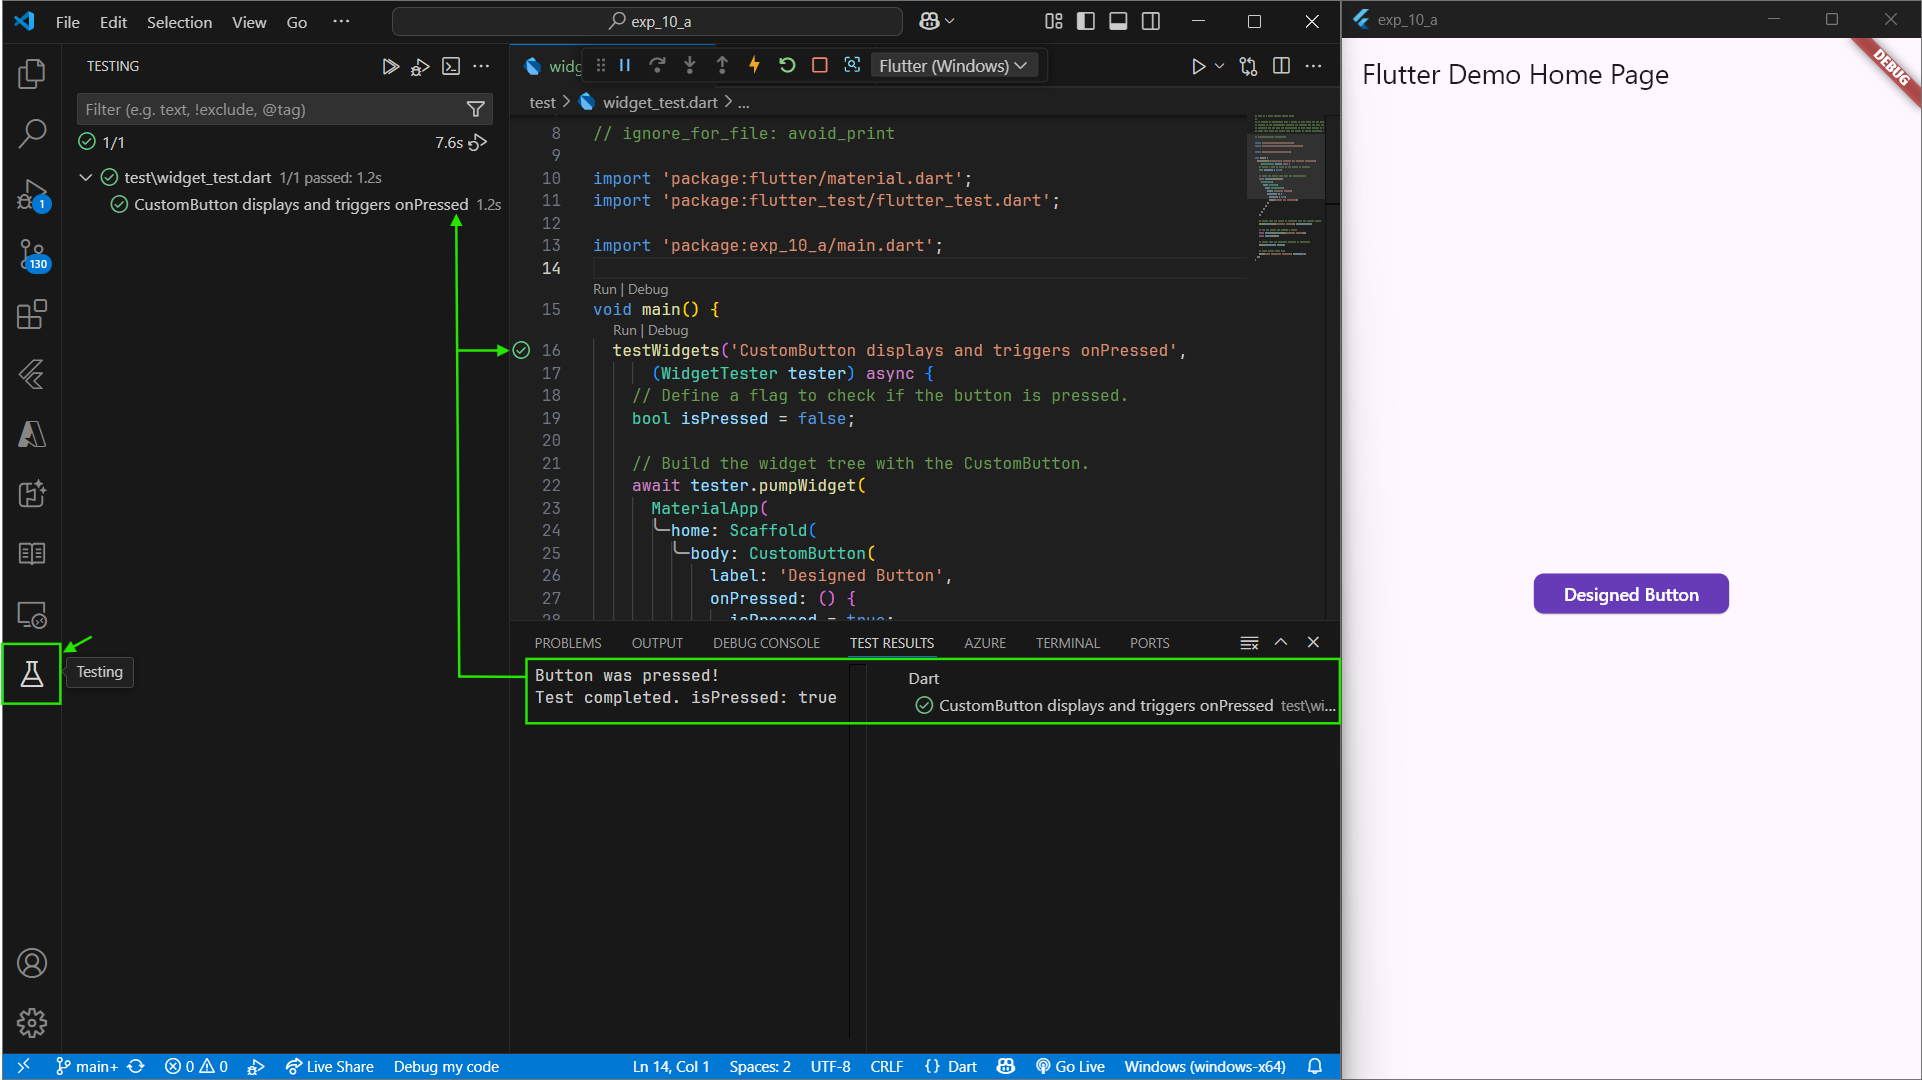 File Edit Selection View Go ···
exp_10_a
TESTING
Filter (e.g. text, !exclude, @tag)
1/1
7.6s
test\widget_test.dart 1/1 passed: 1.2s
CustomButton displays and triggers onPressed 1.2s
1
130
Testing
widg
Flutter (Windows)
test > widget_test.dart > ...
8 // ignore_for_file: avoid_print
9
10 import 'package:flutter/material.dart';
11 import 'package:flutter_test/flutter_test.dart';
12
13 import 'package:exp_10_a/main.dart';
14
Run | Debug
15 void main() {
Run | Debug
16 testWidgets('CustomButton displays and triggers onPressed',
17 (WidgetTester tester) async {
18 // Define a flag to check if the button is pressed.
19 bool isPressed = false;
20
21 // Build the widget tree with the CustomButton.
22 await tester.pumpWidget(
23 MaterialApp(
24 home: Scaffold(
25 body: CustomButton(
26 label: 'Designed Button',
27 onPressed: () {
28 isPressed = true;
PROBLEMS OUTPUT DEBUG CONSOLE TEST RESULTS AZURE TERMINAL PORTS
Button was pressed!
Test completed. isPressed: true
Dart
CustomButton displays and triggers onPressed test\wi...
main+ 0 0 Live Share Debug my code Ln 14, Col 1 Spaces: 2 UTF-8 CRLF {} Dart Go Live Windows (windows-x64)
exp_10_a
Flutter Demo Home Page
DEBUG
Designed Button